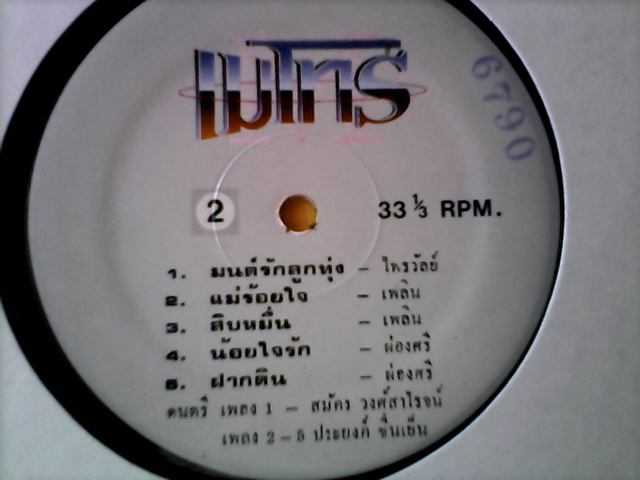 แม่ไทร
6790
2
33 ⅓ RPM.
1. มนต์รักลูกทุ่ง – ไพรวัลย์
2. แม่ร้อยใจ – เพลิน
3. สิบหมื่น – เพลิน
4. น้อยใจรัก – ผ่องศรี
5. ฝากดิน – ผ่องศรี
ดนตรี เพลง 1 – สมัคร วงศ์สาโรจน์
เพลง 2 – 5 ประยงค์ ชื่นเย็น